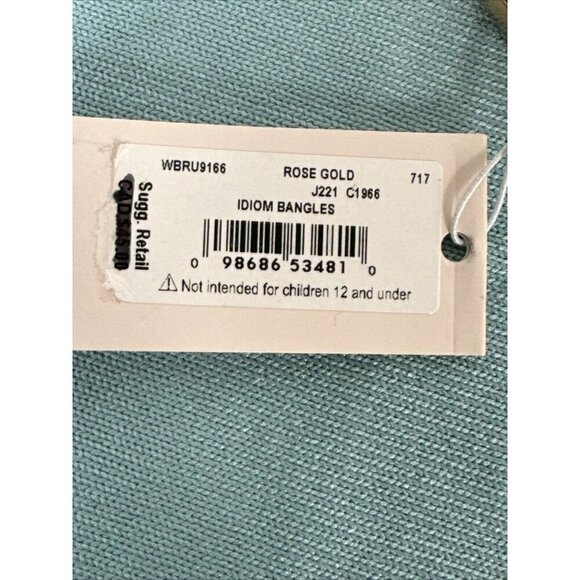 WBRU9166 ROSE GOLD 717
J221 C1966
IDIOM BANGLES
0 98686 53481 0
⚠ Not intended for children 12 and under
Sugg. Retail